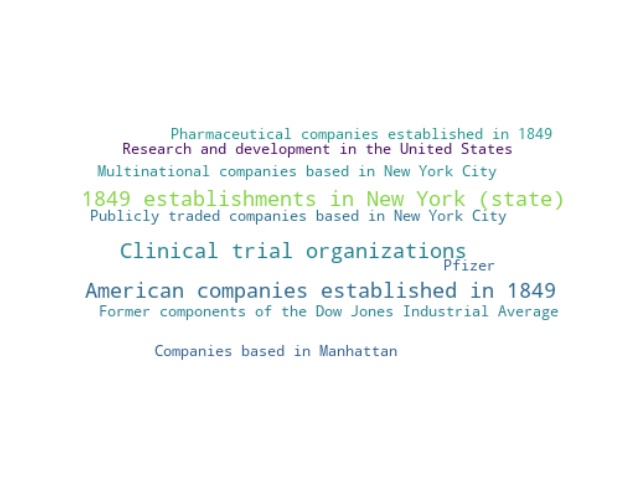 Pharmaceutical companies established in 1849
Research and development in the United States
Multinational companies based in New York City
1849 establishments in New York (state)
Publicly traded companies based in New York City
Clinical trial organizations
Pfizer
American companies established in 1849
Former components of the Dow Jones Industrial Average
Companies based in Manhattan